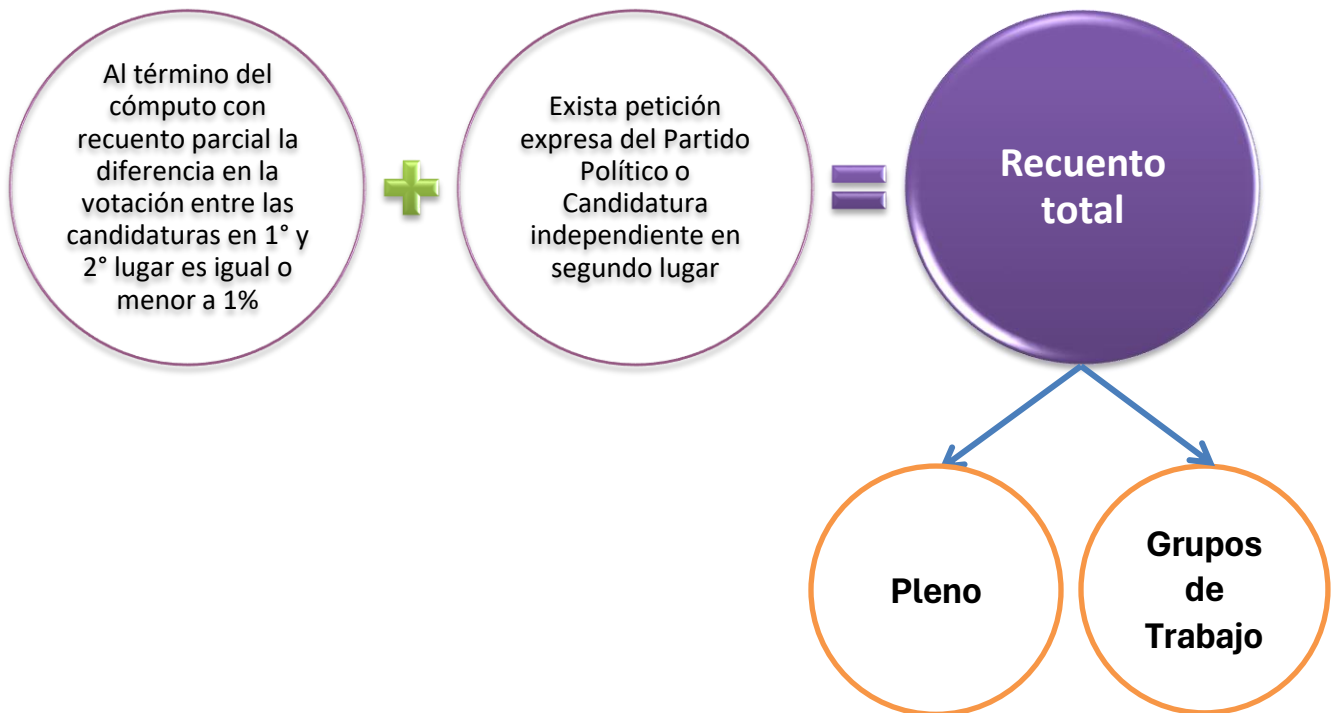 Al término del
cómputo con
recuento parcial la
diferencia en la
votación entre las
candidaturas en 1° y
2° lugar es igual o
menor a 1%
Exista petición
expresa del Partido
Político o
Candidatura
independiente en
segundo lugar
Recuento
total
Pleno
Grupos
de
Trabajo